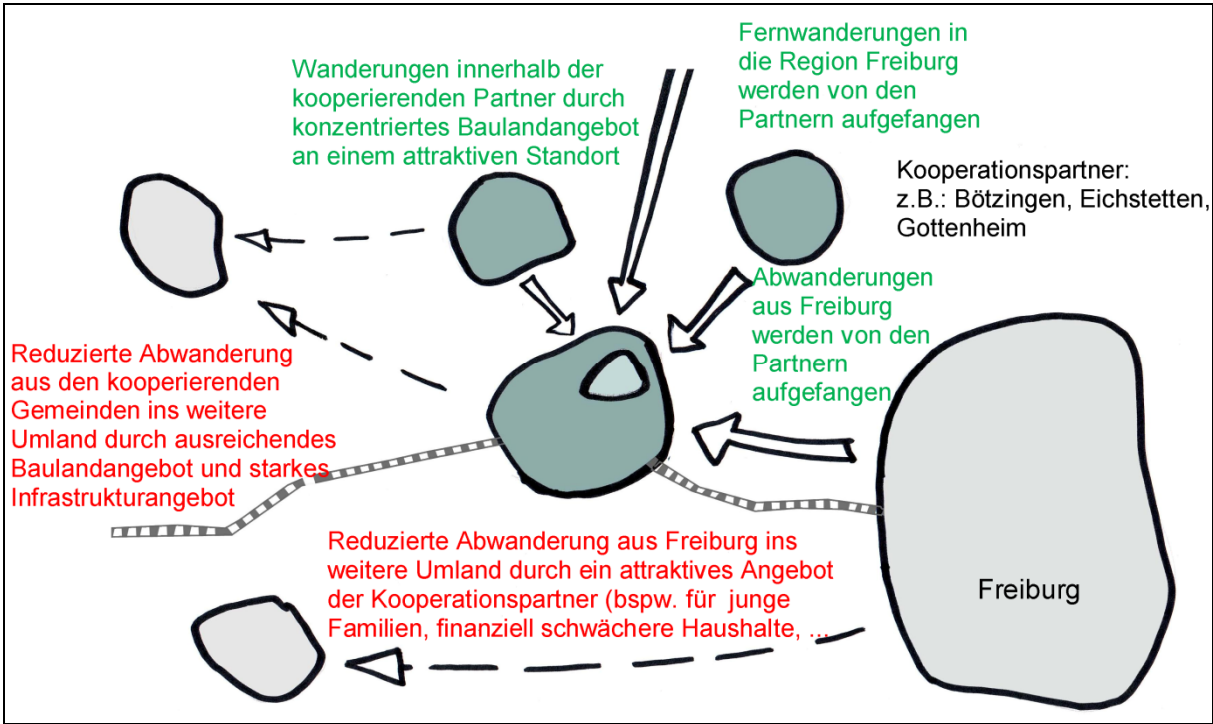 Wanderungen innerhalb der
kooperierenden Partner durch
konzentriertes Baulandangebot
an einem attraktiven Standort
Fernwanderungen in
die Region Freiburg
werden von den
Partnern aufgefangen
Kooperationspartner:
z.B.: Bötzingen, Eichstetten,
Gottenheim
Abwanderungen
aus Freiburg
werden von den
Partnern
aufgefangen
Reduzierte Abwanderung
aus den kooperierenden
Gemeinden ins weitere
Umland durch ausreichendes
Baulandangebot und starkes
Infrastrukturangebot
Reduzierte Abwanderung aus Freiburg ins
weitere Umland durch ein attraktives Angebot
der Kooperationspartner (bspw. für junge
Familien, finanziell schwächere Haushalte, ...
Freiburg